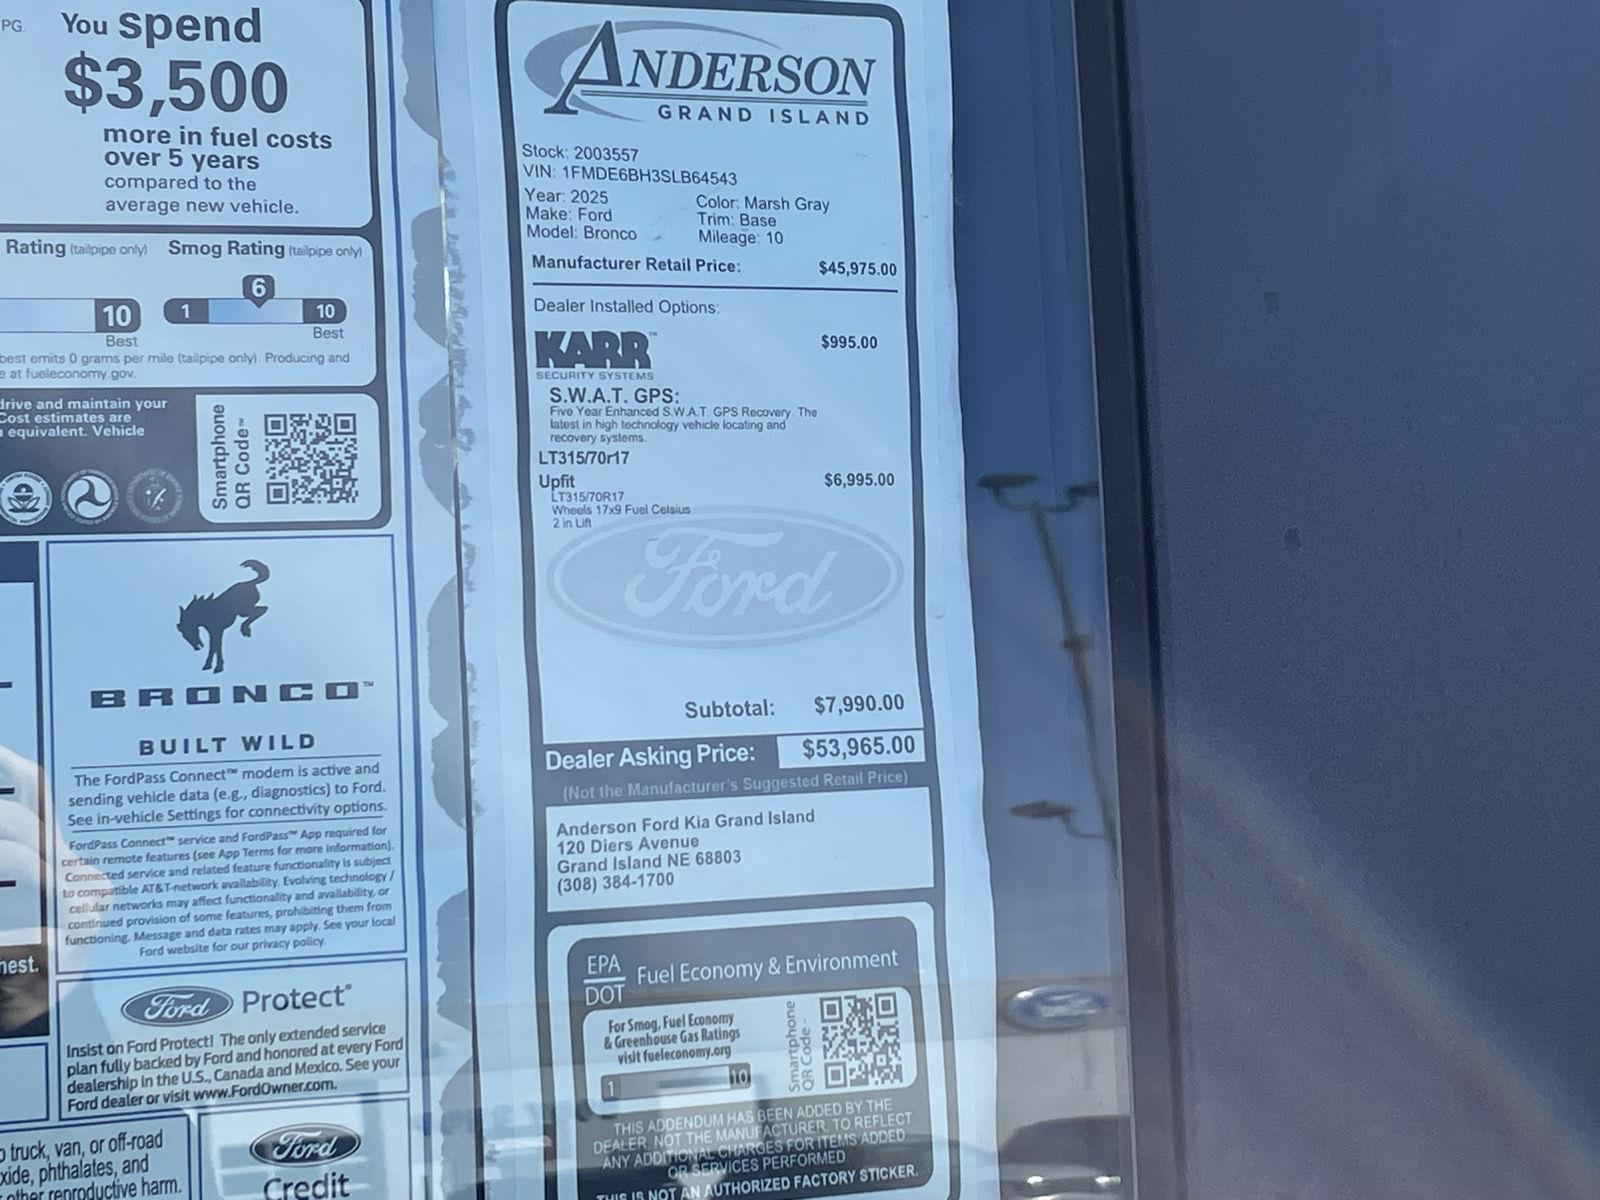 PG.
You spend
$3,500
more in fuel costs
over 5 years
compared to the
average new vehicle.
Rating (tailpipe only)
Smog Rating (tailpipe only)
10
Best
6
1
10
Best
best emits 0 grams per mile (tailpipe only). Producing and
e at fueleconomy.gov.
drive and maintain your
Cost estimates are
equivalent. Vehicle
Smartphone
QR Code™
BRONCO™
BUILT WILD
The FordPass Connect™ modem is active and
sending vehicle data (e.g., diagnostics) to Ford.
See in-vehicle Settings for connectivity options.
FordPass Connect™ service and FordPass™ App required for
certain remote features (see App Terms for more information).
Connected service and related feature functionality is subject
to compatible AT&T-network availability. Evolving technology /
cellular networks may affect functionality and availability, or
continued provision of some features, prohibiting them from
functioning. Message and data rates may apply. See your local
Ford website for our privacy policy.
hest.
Ford Protect®
Insist on Ford Protect! The only extended service
plan fully backed by Ford and honored at every Ford
dealership in the U.S., Canada and Mexico. See your
Ford dealer or visit www.FordOwner.com.
truck, van, or off-road
xide, phthalates, and
other reproductive harm.
Ford
Credit
ANDERSON
GRAND ISLAND
Stock: 2003557
VIN: 1FMDE6BH3SLB64543
Year: 2025
Color: Marsh Gray
Make: Ford
Trim: Base
Model: Bronco
Mileage: 10
Manufacturer Retail Price: $45,975.00
Dealer Installed Options:
KARR™ $995.00
SECURITY SYSTEMS
S.W.A.T. GPS:
Five Year Enhanced S.W.A.T. GPS Recovery. The
latest in high technology vehicle locating and
recovery systems.
LT315/70r17
Upfit $6,995.00
LT315/70R17
Wheels 17x9 Fuel Celsius
2 in Lift
Ford
Subtotal: $7,990.00
Dealer Asking Price: $53,965.00
(Not the Manufacturer's Suggested Retail Price)
Anderson Ford Kia Grand Island
120 Diers Avenue
Grand Island NE 68803
(308) 384-1700
EPA
DOT
Fuel Economy & Environment
For Smog, Fuel Economy
& Greenhouse Gas Ratings
visit fueleconomy.org
1
10
Smartphone
QR Code
THIS ADDENDUM HAS BEEN ADDED BY THE
DEALER, NOT THE MANUFACTURER, TO REFLECT
ANY ADDITIONAL CHARGES FOR ITEMS ADDED
OR SERVICES PERFORMED
THIS IS NOT AN AUTHORIZED FACTORY STICKER.